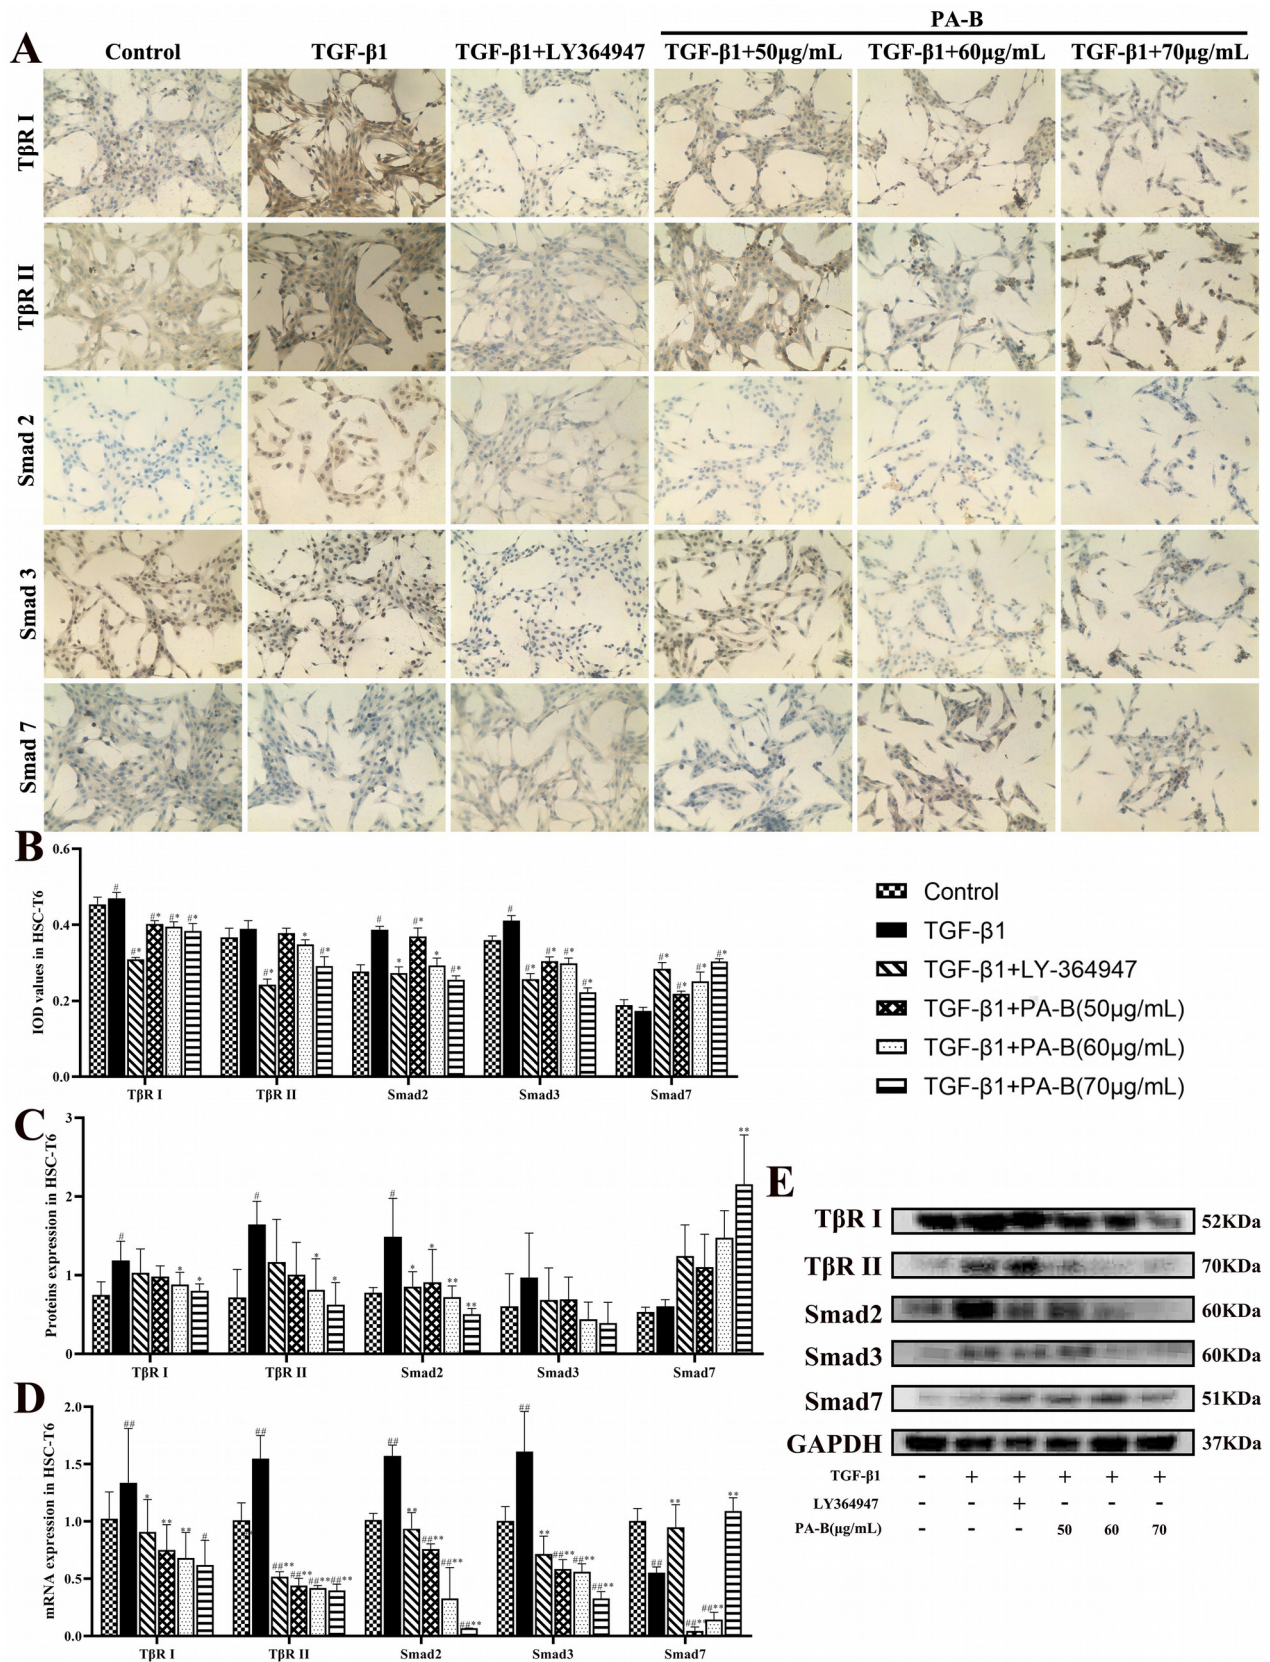 PA-B
A
Control
TGF-β1
TGF-β1+LY364947
TGF-β1+50μg/mL
TGF-β1+60μg/mL
TGF-β1+70μg/mL
TβR I
TβR II
Smad 2
Smad 3
Smad 7
B
IOD values in HSC-T6
0.6
0.4
0.2
0.0
# #* #* #* #*
#* * #*
# * #* * #*
# #* #* #* #*
#* #* #* #*
TβR I
TβR II
Smad2
Smad3
Smad7
Control
TGF-β1
TGF-β1+LY-364947
TGF-β1+PA-B(50μg/mL)
TGF-β1+PA-B(60μg/mL)
TGF-β1+PA-B(70μg/mL)
C
Proteins expression in HSC-T6
3
2
1
0
# * *
# * *
# * * ** **
**
TβR I
TβR II
Smad2
Smad3
Smad7
D
mRNA expression in HSC-T6
2.0
1.5
1.0
0.5
0.0
## * ** ** #
## ##** ##** ##** ##**
## ** ##** ##** ##**
## ** ##** ##** ##**
## ** ##** ##** **
TβR I
TβR II
Smad2
Smad3
Smad7
E
TβR I 52KDa
TβR II 70KDa
Smad2 60KDa
Smad3 60KDa
Smad7 51KDa
GAPDH 37KDa
TGF-β1 - + + + + +
LY364947 - - + - - -
PA-B(μg/mL) - - - 50 60 70